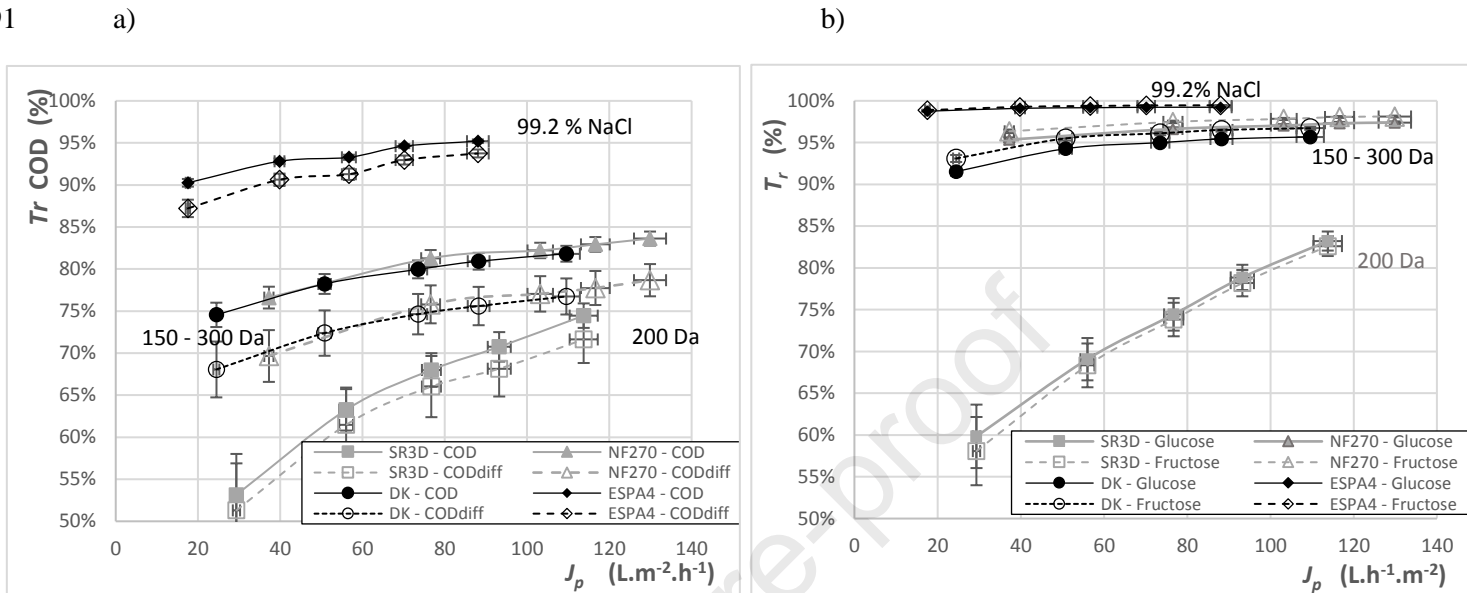 91 a) b)
Tr COD (%)
100%
95%
90%
85%
80%
75%
70%
65%
60%
55%
50%
99.2 % NaCl
150 - 300 Da
200 Da
SR3D - COD NF270 - COD
SR3D - CODdiff NF270 - CODdiff
DK - COD ESPA4 - COD
DK - CODdiff ESPA4 - CODdiff
0 20 40 60 80 100 120 140
Jp (L.m-2.h-1)
Tr (%)
100%
95%
90%
85%
80%
75%
70%
65%
60%
55%
50%
99.2% NaCl
150 - 300 Da
200 Da
SR3D - Glucose NF270 - Glucose
SR3D - Fructose NF270 - Fructose
DK - Glucose ESPA4 - Glucose
DK - Fructose ESPA4 - Fructose
0 20 40 60 80 100 120 140
Jp (L.h-1.m-2)
re-proof